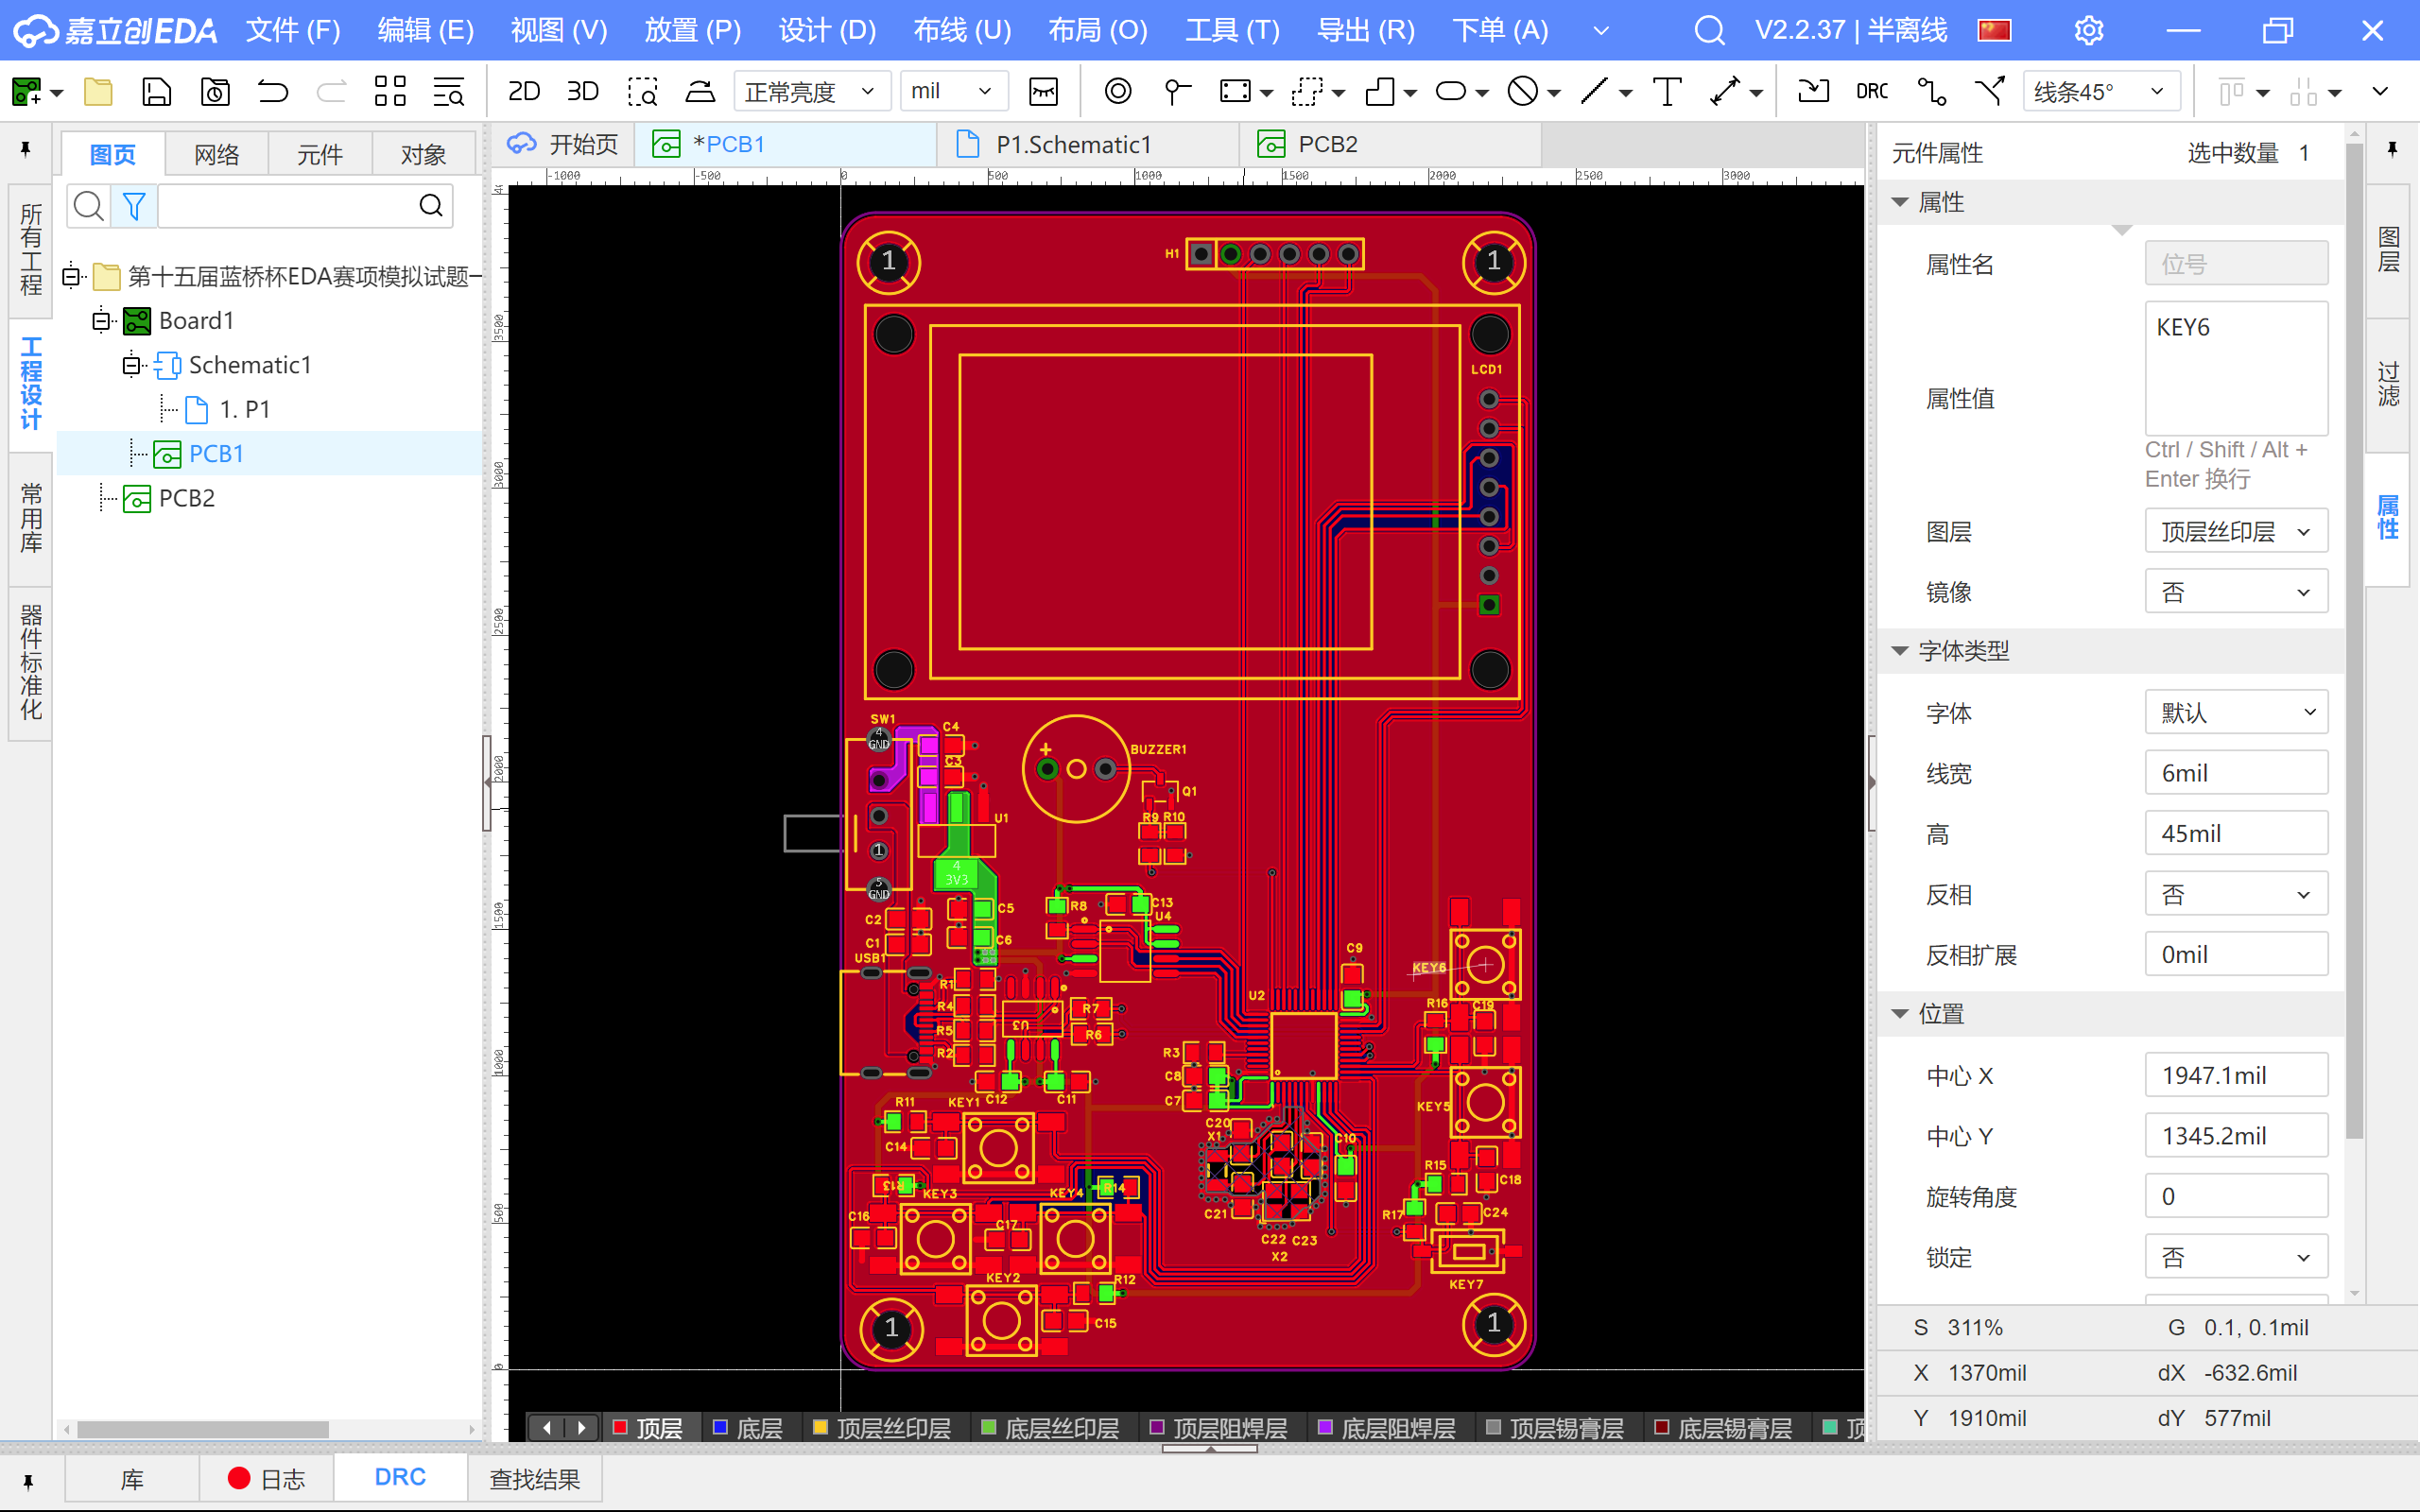 嘉立创EDA 文件 (F) 编辑 (E) 视图 (V) 放置 (P) 设计 (D) 布线 (U) 布局 (O) 工具 (T) 导出 (R) 下单 (A) V2.2.37 | 半离线
2D 3D 正常亮度 mil DRC 线条45°
图页 网络 元件 对象
开始页 *PCB1 P1.Schematic1 PCB2
元件属性 选中数量 1
所有工程
工程设计
常用库
器件标准化
第十五届蓝桥杯EDA赛项模拟试题一
Board1
Schematic1
1. P1
PCB1
PCB2
-1000 -500 0 500 1000 1500 2000 2500 3000
3500
3000
2500
2000
1500
1000
500
0
1
H1
1
LCD1
SW1
4
GND
C4
C3
BUZZER1
Q1
U1
R9 R10
1
4
3V3
5
GND
C2
C5
R8
C13
U4
C1
C6
USB1
C9
KEY6
R1
U2
R16
C19
R4
R7
R5
U3
R6
R2
R3
C8
C12
C11
C7
KEY5
R11
KEY1
C20
X1
C10
C14
R13
KEY3
KEY4
R14
R15
C18
C16
C17
C21
R17
C24
C22 C23
X2
KEY2
R12
KEY7
1
C15
1
属性
属性名 位号
属性值 KEY6
Ctrl / Shift / Alt +
Enter 换行
图层 顶层丝印层
镜像 否
字体类型
字体 默认
线宽 6mil
高 45mil
反相 否
反相扩展 0mil
位置
中心 X 1947.1mil
中心 Y 1345.2mil
旋转角度 0
锁定 否
图层
过滤
属性
S 311% G 0.1, 0.1mil
X 1370mil dX -632.6mil
Y 1910mil dY 577mil
顶层 底层 顶层丝印层 底层丝印层 顶层阻焊层 底层阻焊层 顶层锡膏层 底层锡膏层 顶
库 日志 DRC 查找结果